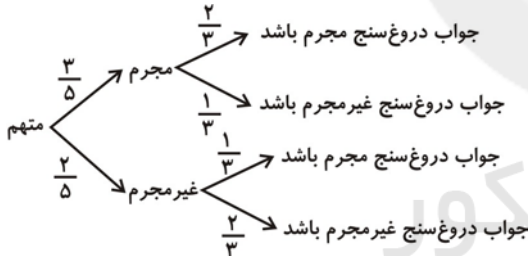 ۲/۳ جواب دروغ‌سنج مجرم باشد
۳/۵ مجرم
۱/۳ جواب دروغ‌سنج غیرمجرم باشد
متهم
۱/۳ جواب دروغ‌سنج مجرم باشد
۲/۵ غیرمجرم
۲/۳ جواب دروغ‌سنج غیرمجرم باشد
کور